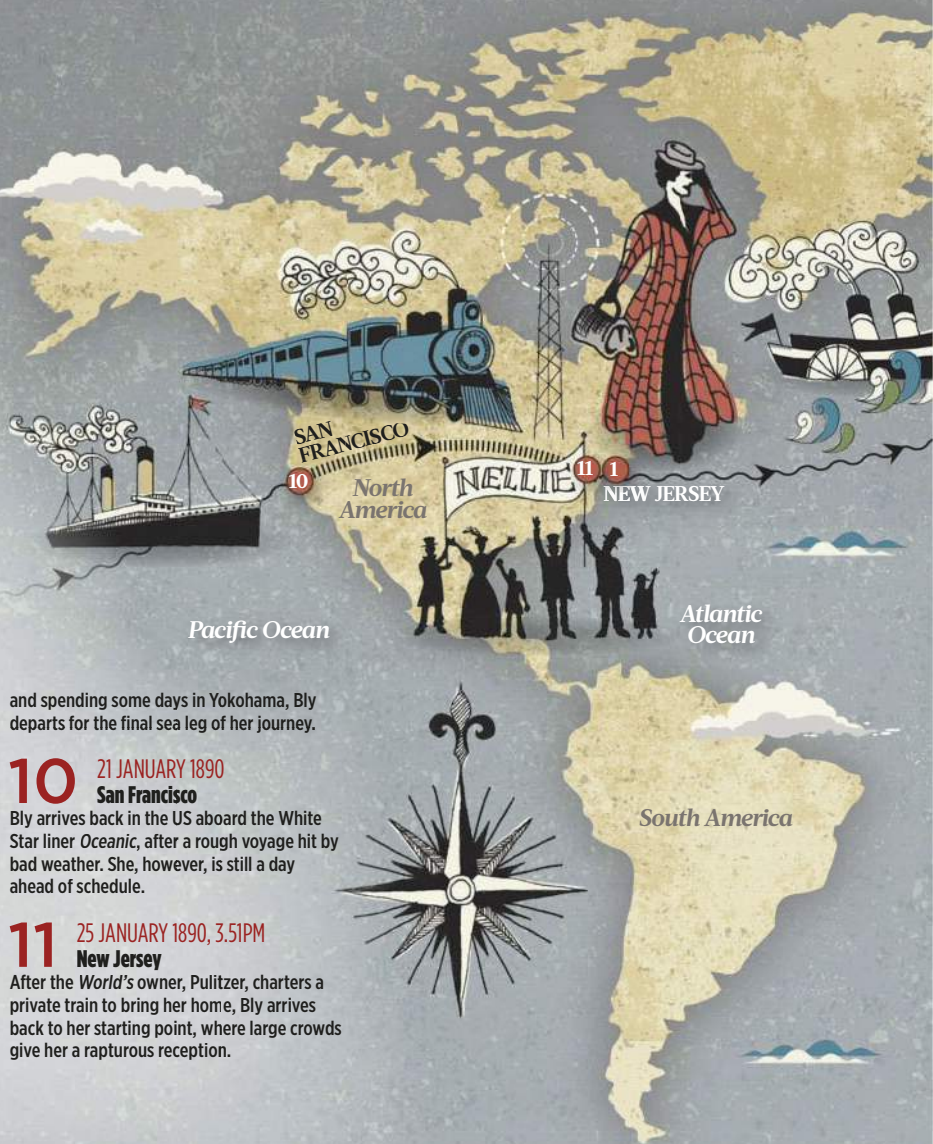 SAN
FRANCISCO
10
North
America
NELLIE
11
1
NEW JERSEY
Pacific Ocean
Atlantic
Ocean
and spending some days in Yokohama, Bly
departs for the final sea leg of her journey.
10 21 JANUARY 1890
San Francisco
Bly arrives back in the US aboard the White
Star liner Oceanic, after a rough voyage hit by
bad weather. She, however, is still a day
ahead of schedule.
11 25 JANUARY 1890, 3.51PM
New Jersey
After the World's owner, Pulitzer, charters a
private train to bring her home, Bly arrives
back to her starting point, where large crowds
give her a rapturous reception.
South America